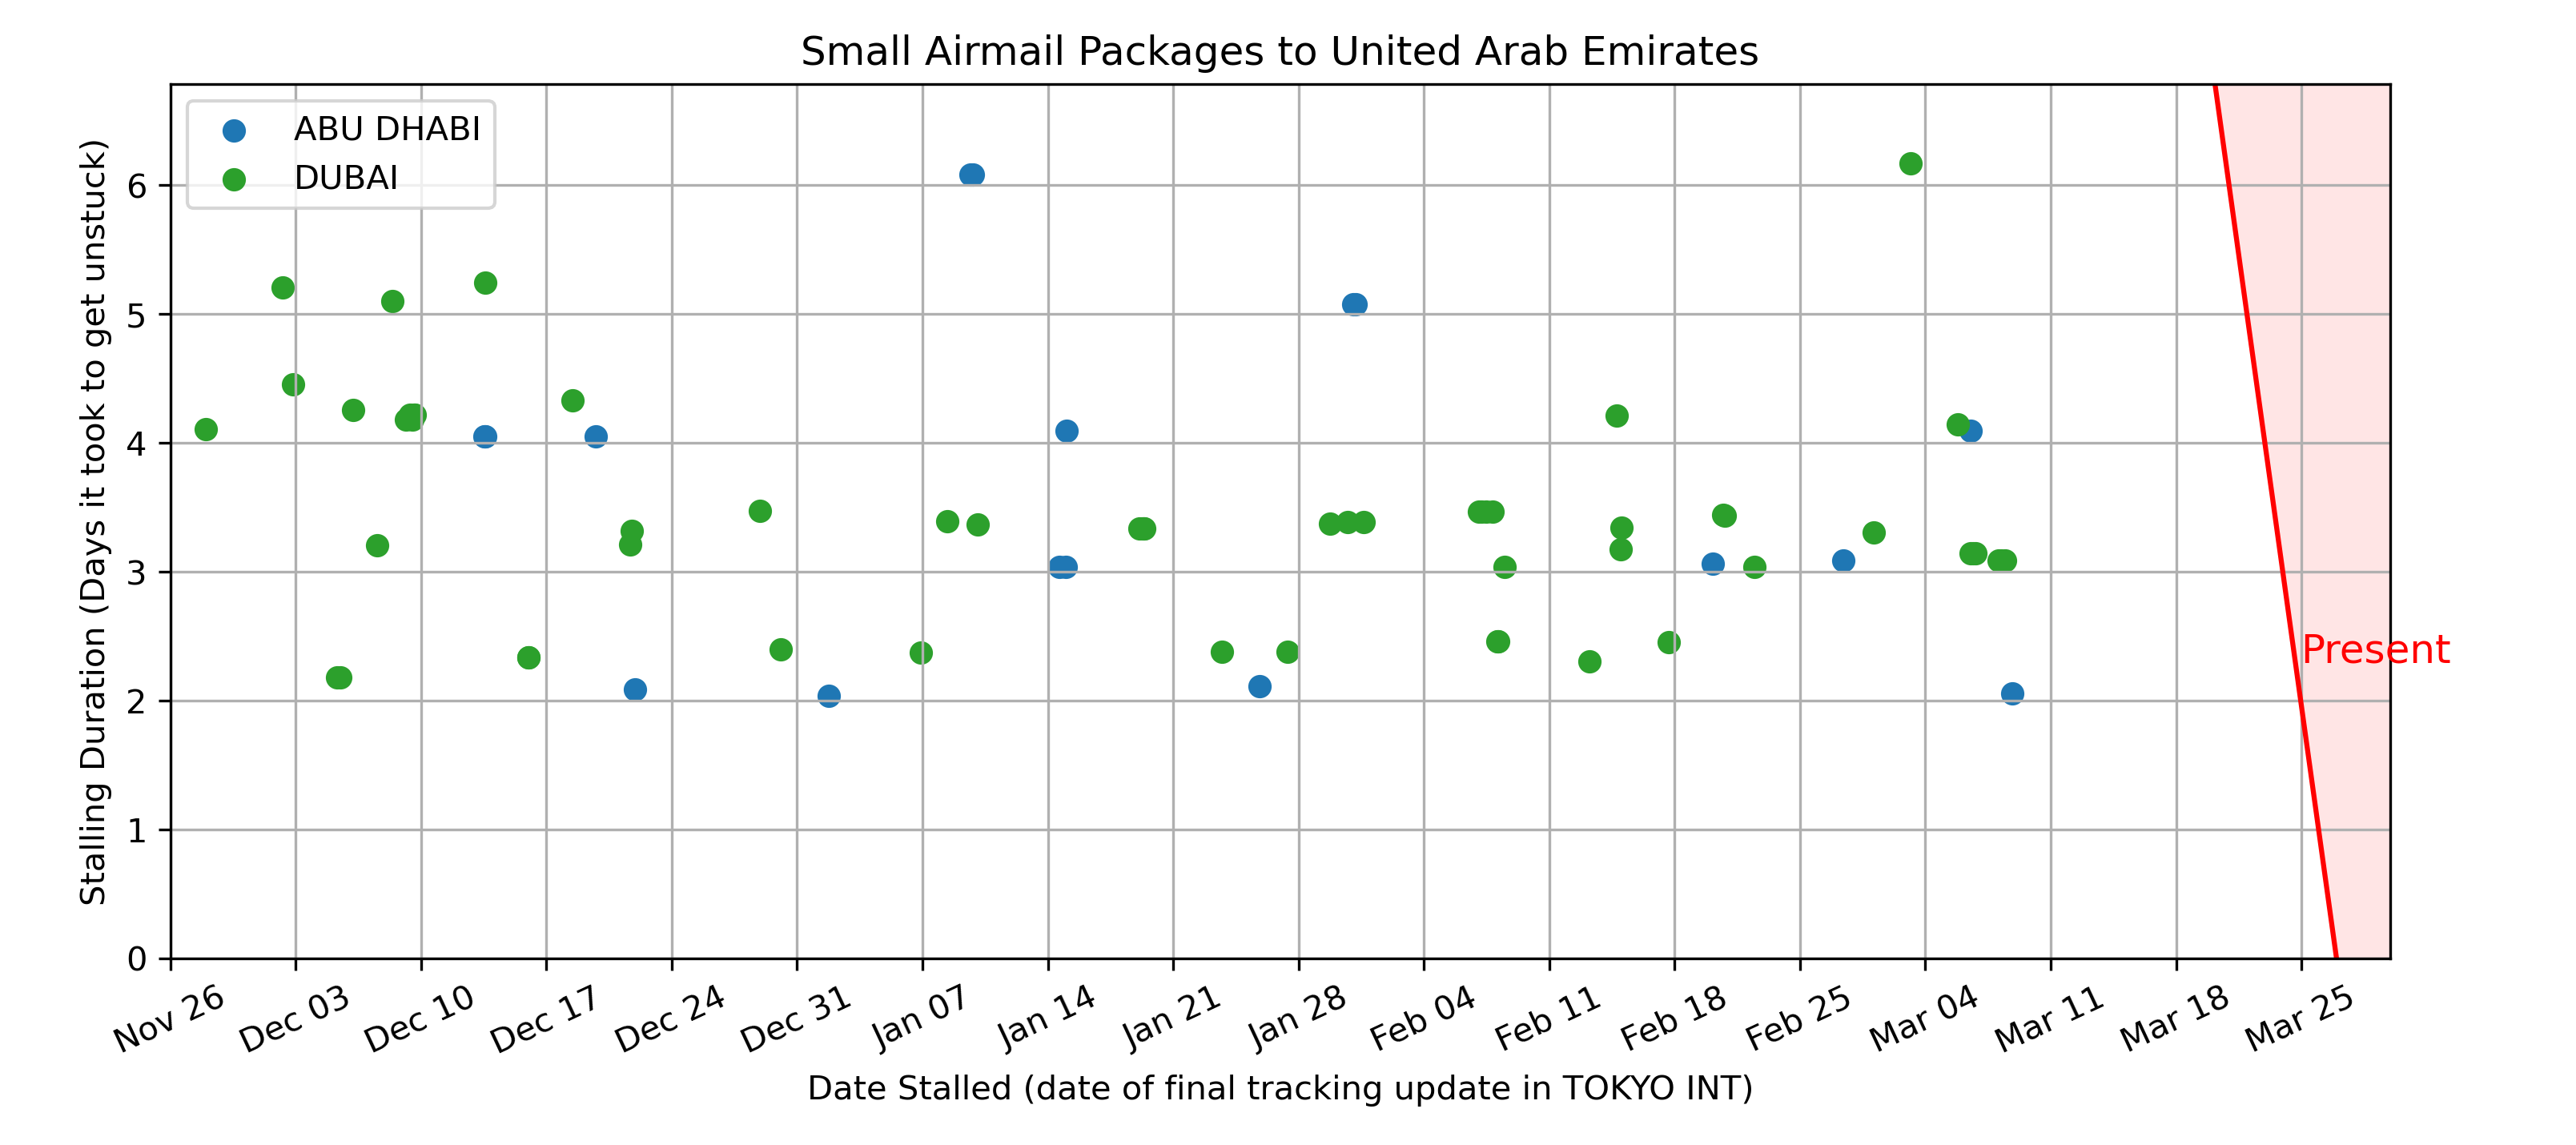 Small Airmail Packages to United Arab Emirates
ABU DHABI
DUBAI
Stalling Duration (Days it took to get unstuck)
6
5
4
3
2
1
0
Present
Nov 26
Dec 03
Dec 10
Dec 17
Dec 24
Dec 31
Jan 07
Jan 14
Jan 21
Jan 28
Feb 04
Feb 11
Feb 18
Feb 25
Mar 04
Mar 11
Mar 18
Mar 25
Date Stalled (date of final tracking update in TOKYO INT)